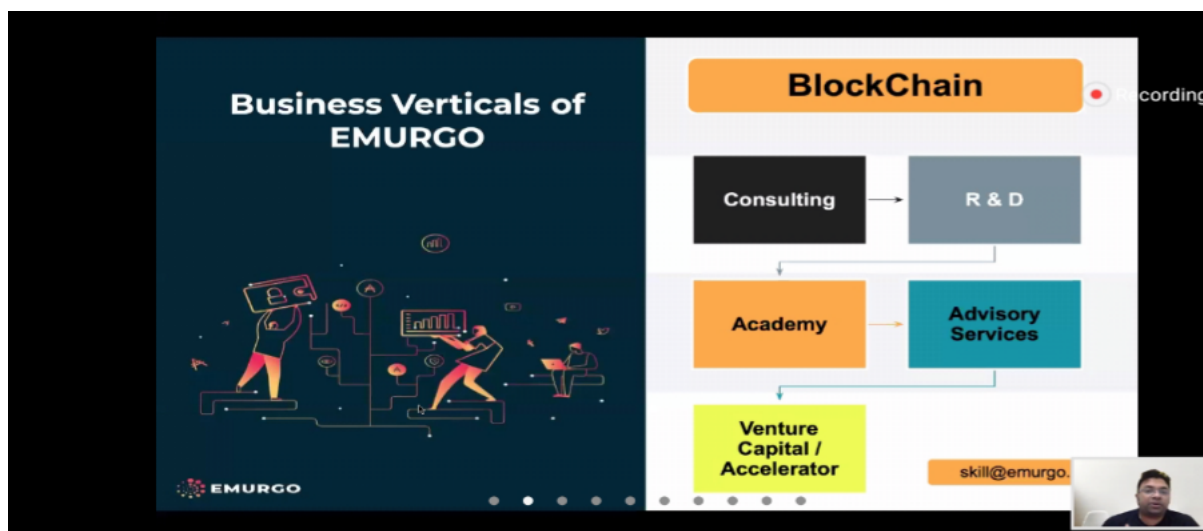 Business Verticals of
EMURGO
BlockChain
Recording
Consulting
R & D
Academy
Advisory
Services
Venture
Capital /
Accelerator
EMURGO
skill@emurgo.